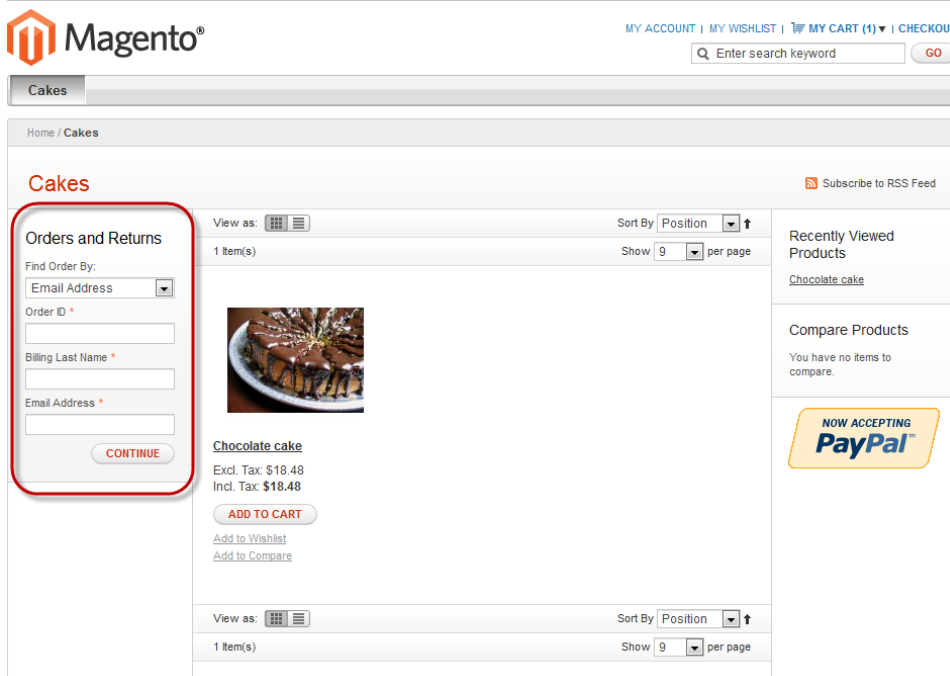 Magento®
MY ACCOUNT | MY WISHLIST | MY CART (1) ▾ | CHECKOU
Enter search keyword GO
Cakes
Home / Cakes
Cakes
Subscribe to RSS Feed
Orders and Returns
Find Order By:
Email Address
Order ID *
Billing Last Name *
Email Address *
CONTINUE
View as: Sort By Position
1 Item(s) Show 9 per page
Chocolate cake
Excl. Tax: $18.48
Incl. Tax: $18.48
ADD TO CART
Add to Wishlist
Add to Compare
View as: Sort By Position
1 Item(s) Show 9 per page
Recently Viewed
Products
Chocolate cake
Compare Products
You have no items to
compare.
NOW ACCEPTING
PayPal™